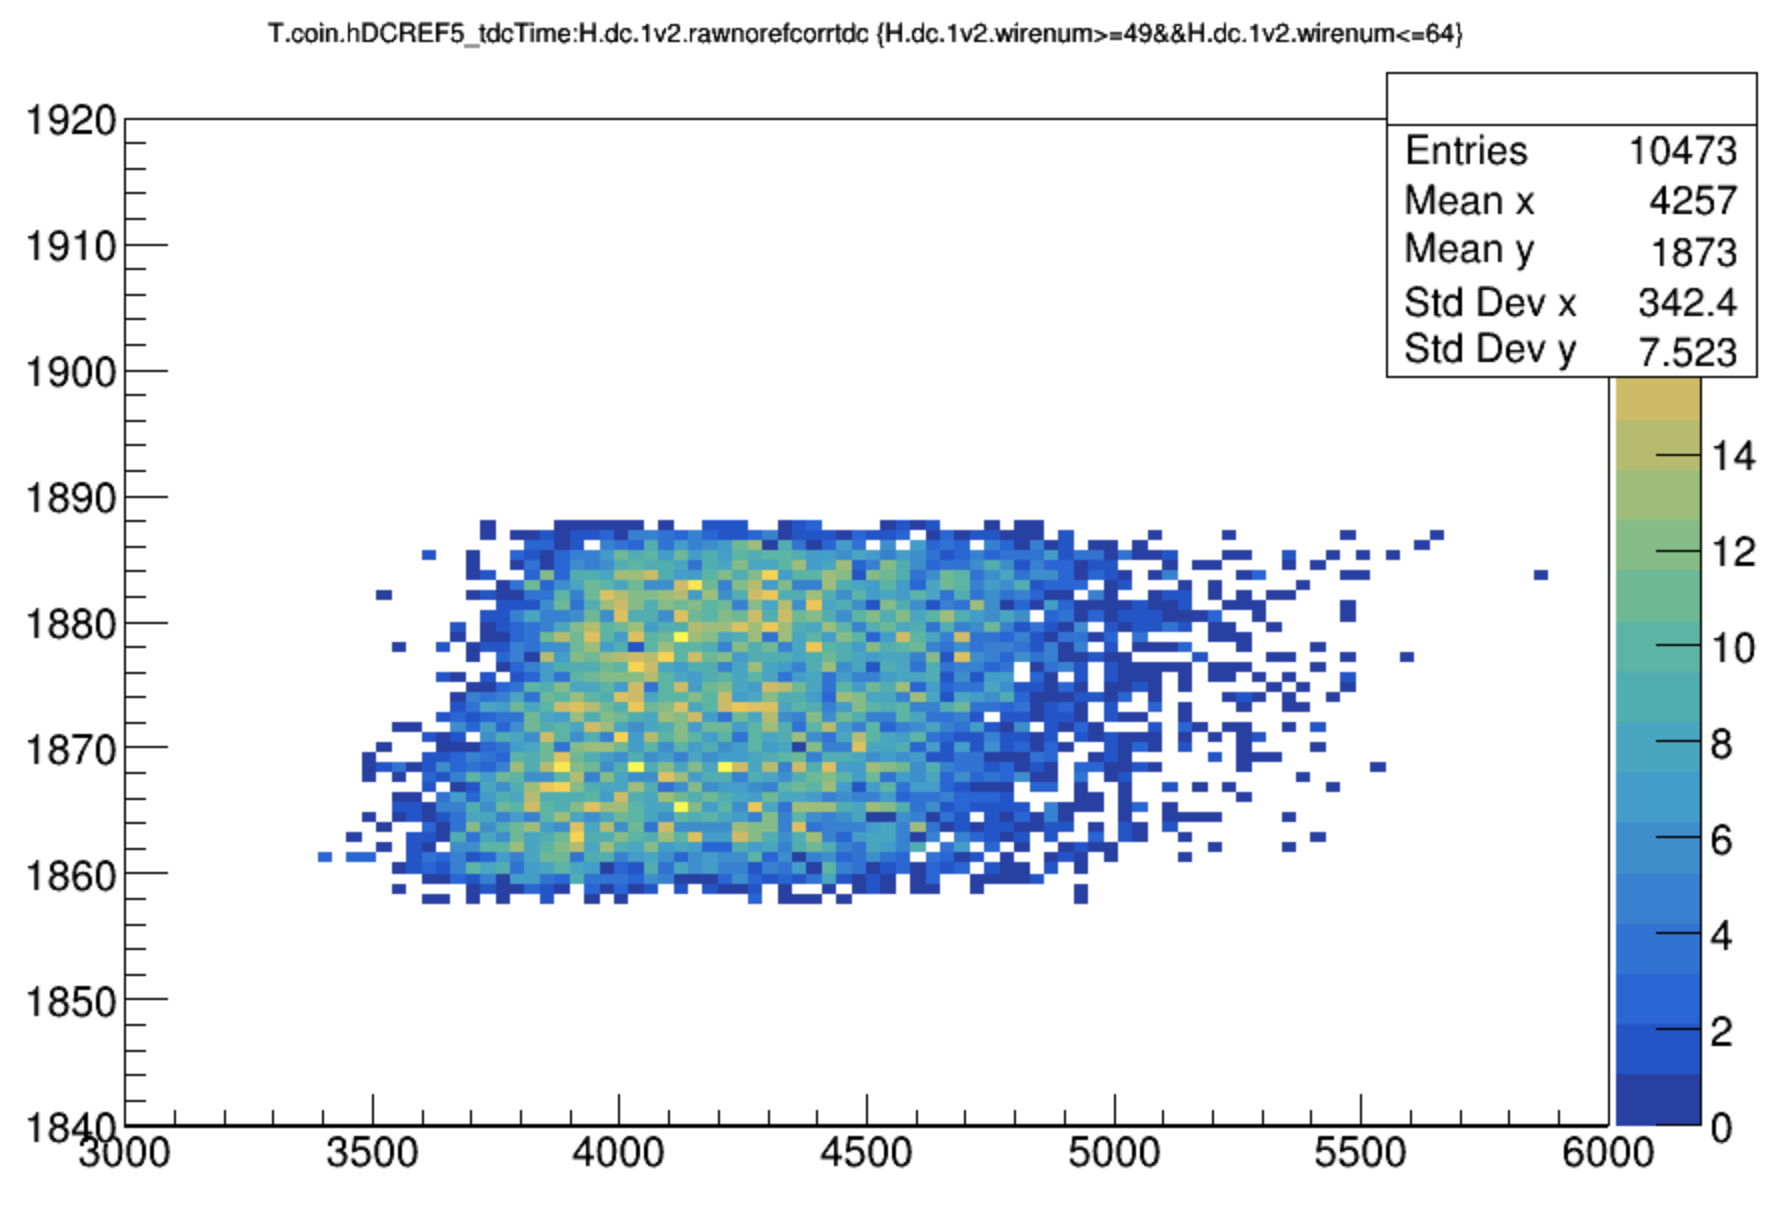 T.coin.hDCREF5_tdcTime:H.dc.1v2.rawnorefcorrtdc {H.dc.1v2.wirenum>=49&&H.dc.1v2.wirenum<=64}
Entries 10473
Mean x 4257
Mean y 1873
Std Dev x 342.4
Std Dev y 7.523
1920
1910
1900
1890
1880
1870
1860
1850
1840
3000 3500 4000 4500 5000 5500 6000
14
12
10
8
6
4
2
0